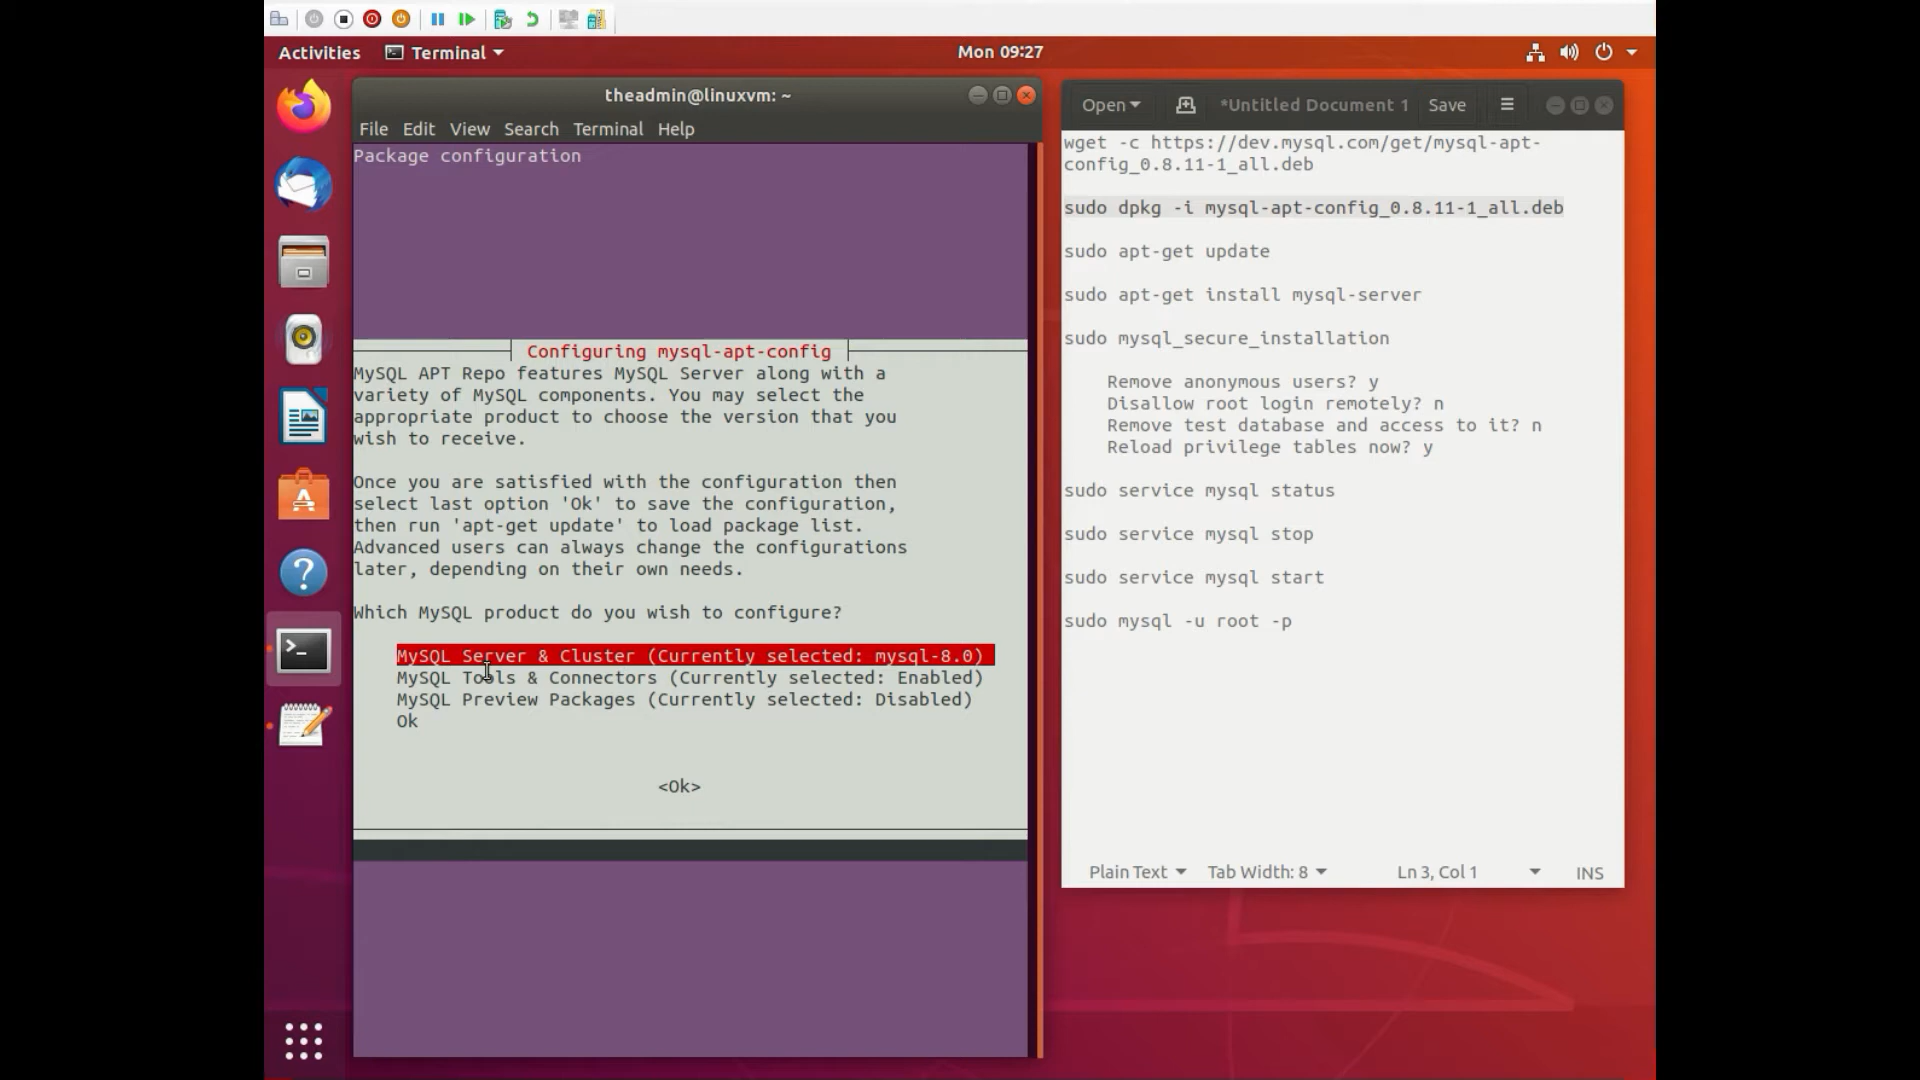 Activities
Terminal
Mon 09:27
theadmin@linuxvm: ~
File Edit View Search Terminal Help
Package configuration
Configuring mysql-apt-config
MySQL APT Repo features MySQL Server along with a
variety of MySQL components. You may select the
appropriate product to choose the version that you
wish to receive.
Once you are satisfied with the configuration then
select last option 'Ok' to save the configuration,
then run 'apt-get update' to load package list.
Advanced users can always change the configurations
later, depending on their own needs.
Which MySQL product do you wish to configure?
MySQL Server & Cluster (Currently selected: mysql-8.0)
MySQL Tools & Connectors (Currently selected: Enabled)
MySQL Preview Packages (Currently selected: Disabled)
Ok
<Ok>
Open
*Untitled Document 1
Save
wget -c https://dev.mysql.com/get/mysql-apt-
config_0.8.11-1_all.deb
sudo dpkg -i mysql-apt-config_0.8.11-1_all.deb
sudo apt-get update
sudo apt-get install mysql-server
sudo mysql_secure_installation
Remove anonymous users? y
Disallow root login remotely? n
Remove test database and access to it? n
Reload privilege tables now? y
sudo service mysql status
sudo service mysql stop
sudo service mysql start
sudo mysql -u root -p
Plain Text
Tab Width: 8
Ln 3, Col 1
INS